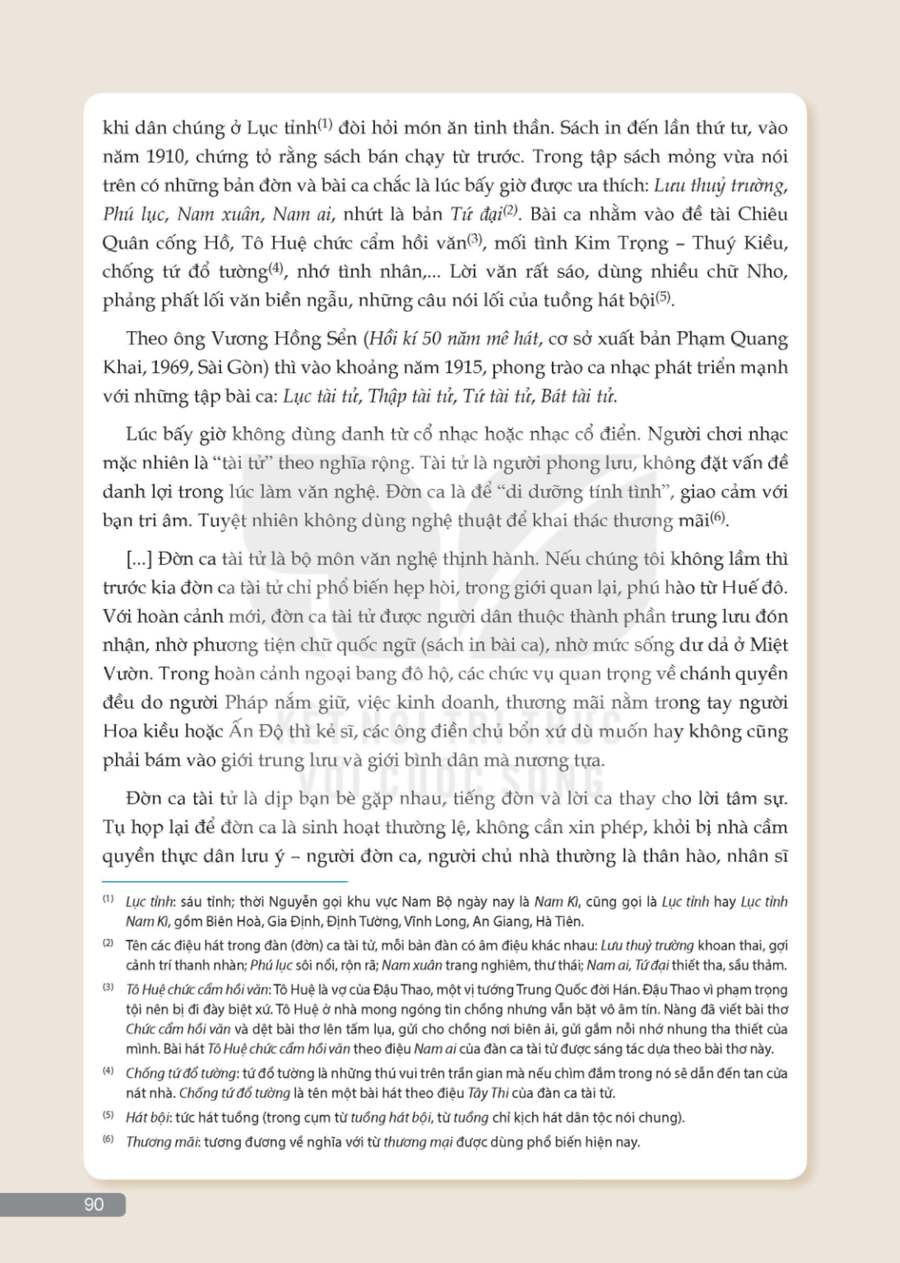 khi dân chúng ở Lục tỉnh(1) đòi hỏi món ăn tinh thần. Sách in đến lần thứ tư, vào
năm 1910, chứng tỏ rằng sách bán chạy từ trước. Trong tập sách mỏng vừa nói
trên có những bản đờn và bài ca chắc là lúc bấy giờ được ưa thích: Lưu thuỷ trường,
Phú lục, Nam xuân, Nam ai, nhứt là bản Tứ đại(2). Bài ca nhằm vào đề tài Chiêu
Quân cống Hồ, Tô Huệ chức cẩm hồi văn(3), mối tình Kim Trọng – Thuý Kiều,
chống tứ đổ tường(4), nhớ tình nhân,... Lời văn rất sáo, dùng nhiều chữ Nho,
phảng phất lối văn biền ngẫu, những câu nói lối của tuồng hát bội(5).
Theo ông Vương Hồng Sển (Hồi kí 50 năm mê hát, cơ sở xuất bản Phạm Quang
Khai, 1969, Sài Gòn) thì vào khoảng năm 1915, phong trào ca nhạc phát triển mạnh
với những tập bài ca: Lục tài tử, Thập tài tử, Tứ tài tử, Bát tài tử.
Lúc bấy giờ không dùng danh từ cổ nhạc hoặc nhạc cổ điển. Người chơi nhạc
mặc nhiên là “tài tử” theo nghĩa rộng. Tài tử là người phong lưu, không đặt vấn đề
danh lợi trong lúc làm văn nghệ. Đờn ca là để “di dưỡng tính tình”, giao cảm với
bạn tri âm. Tuyệt nhiên không dùng nghệ thuật để khai thác thương mãi(6).
[...] Đờn ca tài tử là bộ môn văn nghệ thịnh hành. Nếu chúng tôi không lầm thì
trước kia đờn ca tài tử chỉ phổ biến hẹp hòi, trong giới quan lại, phú hào từ Huế đô.
Với hoàn cảnh mới, đờn ca tài tử được người dân thuộc thành phần trung lưu đón
nhận, nhờ phương tiện chữ quốc ngữ (sách in bài ca), nhờ mức sống dư dả ở Miệt
Vườn. Trong hoàn cảnh ngoại bang đô hộ, các chức vụ quan trọng về chánh quyền
đều do người Pháp nắm giữ, việc kinh doanh, thương mãi nằm trong tay người
Hoa kiều hoặc Ấn Độ thì kẻ sĩ, các ông điền chủ bổn xứ dù muốn hay không cũng
phải bám vào giới trung lưu và giới bình dân mà nương tựa.
KẾT NỐI TRI THỨC
VỚI CUỘC SỐNG
Đờn ca tài tử là dịp bạn bè gặp nhau, tiếng đờn và lời ca thay cho lời tâm sự.
Tụ họp lại để đờn ca là sinh hoạt thường lệ, không cần xin phép, khỏi bị nhà cầm
quyền thực dân lưu ý – người đờn ca, người chủ nhà thường là thân hào, nhân sĩ
(1) Lục tỉnh: sáu tỉnh; thời Nguyễn gọi khu vực Nam Bộ ngày nay là Nam Kì, cũng gọi là Lục tỉnh hay Lục tỉnh
Nam Kì, gồm Biên Hoà, Gia Định, Định Tường, Vĩnh Long, An Giang, Hà Tiên.
(2) Tên các điệu hát trong đàn (đờn) ca tài tử, mỗi bản đàn có âm điệu khác nhau: Lưu thuỷ trường khoan thai, gợi
cảnh trí thanh nhàn; Phú lục sôi nổi, rộn rã; Nam xuân trang nghiêm, thư thái; Nam ai, Tứ đại thiết tha, sầu thảm.
(3) Tô Huệ chức cẩm hồi văn: Tô Huệ là vợ của Đậu Thao, một vị tướng Trung Quốc đời Hán. Đậu Thao vì phạm trọng
tội nên bị đi đày biệt xứ. Tô Huệ ở nhà mong ngóng tin chồng nhưng vẫn bặt vô âm tín. Nàng đã viết bài thơ
Chức cẩm hồi văn và dệt bài thơ lên tấm lụa, gửi cho chồng nơi biên ải, gửi gắm nỗi nhớ nhung tha thiết của
mình. Bài hát Tô Huệ chức cẩm hồi văn theo điệu Nam ai của đàn ca tài tử được sáng tác dựa theo bài thơ này.
(4) Chống tứ đổ tường: tứ đổ tường là những thú vui trên trần gian mà nếu chìm đắm trong nó sẽ dẫn đến tan cửa
nát nhà. Chống tứ đổ tường là tên một bài hát theo điệu Tây Thi của đàn ca tài tử.
(5) Hát bội: tức hát tuồng (trong cụm từ tuồng hát bội, từ tuồng chỉ kịch hát dân tộc nói chung).
(6) Thương mãi: tương đương về nghĩa với từ thương mại được dùng phổ biến hiện nay.
90